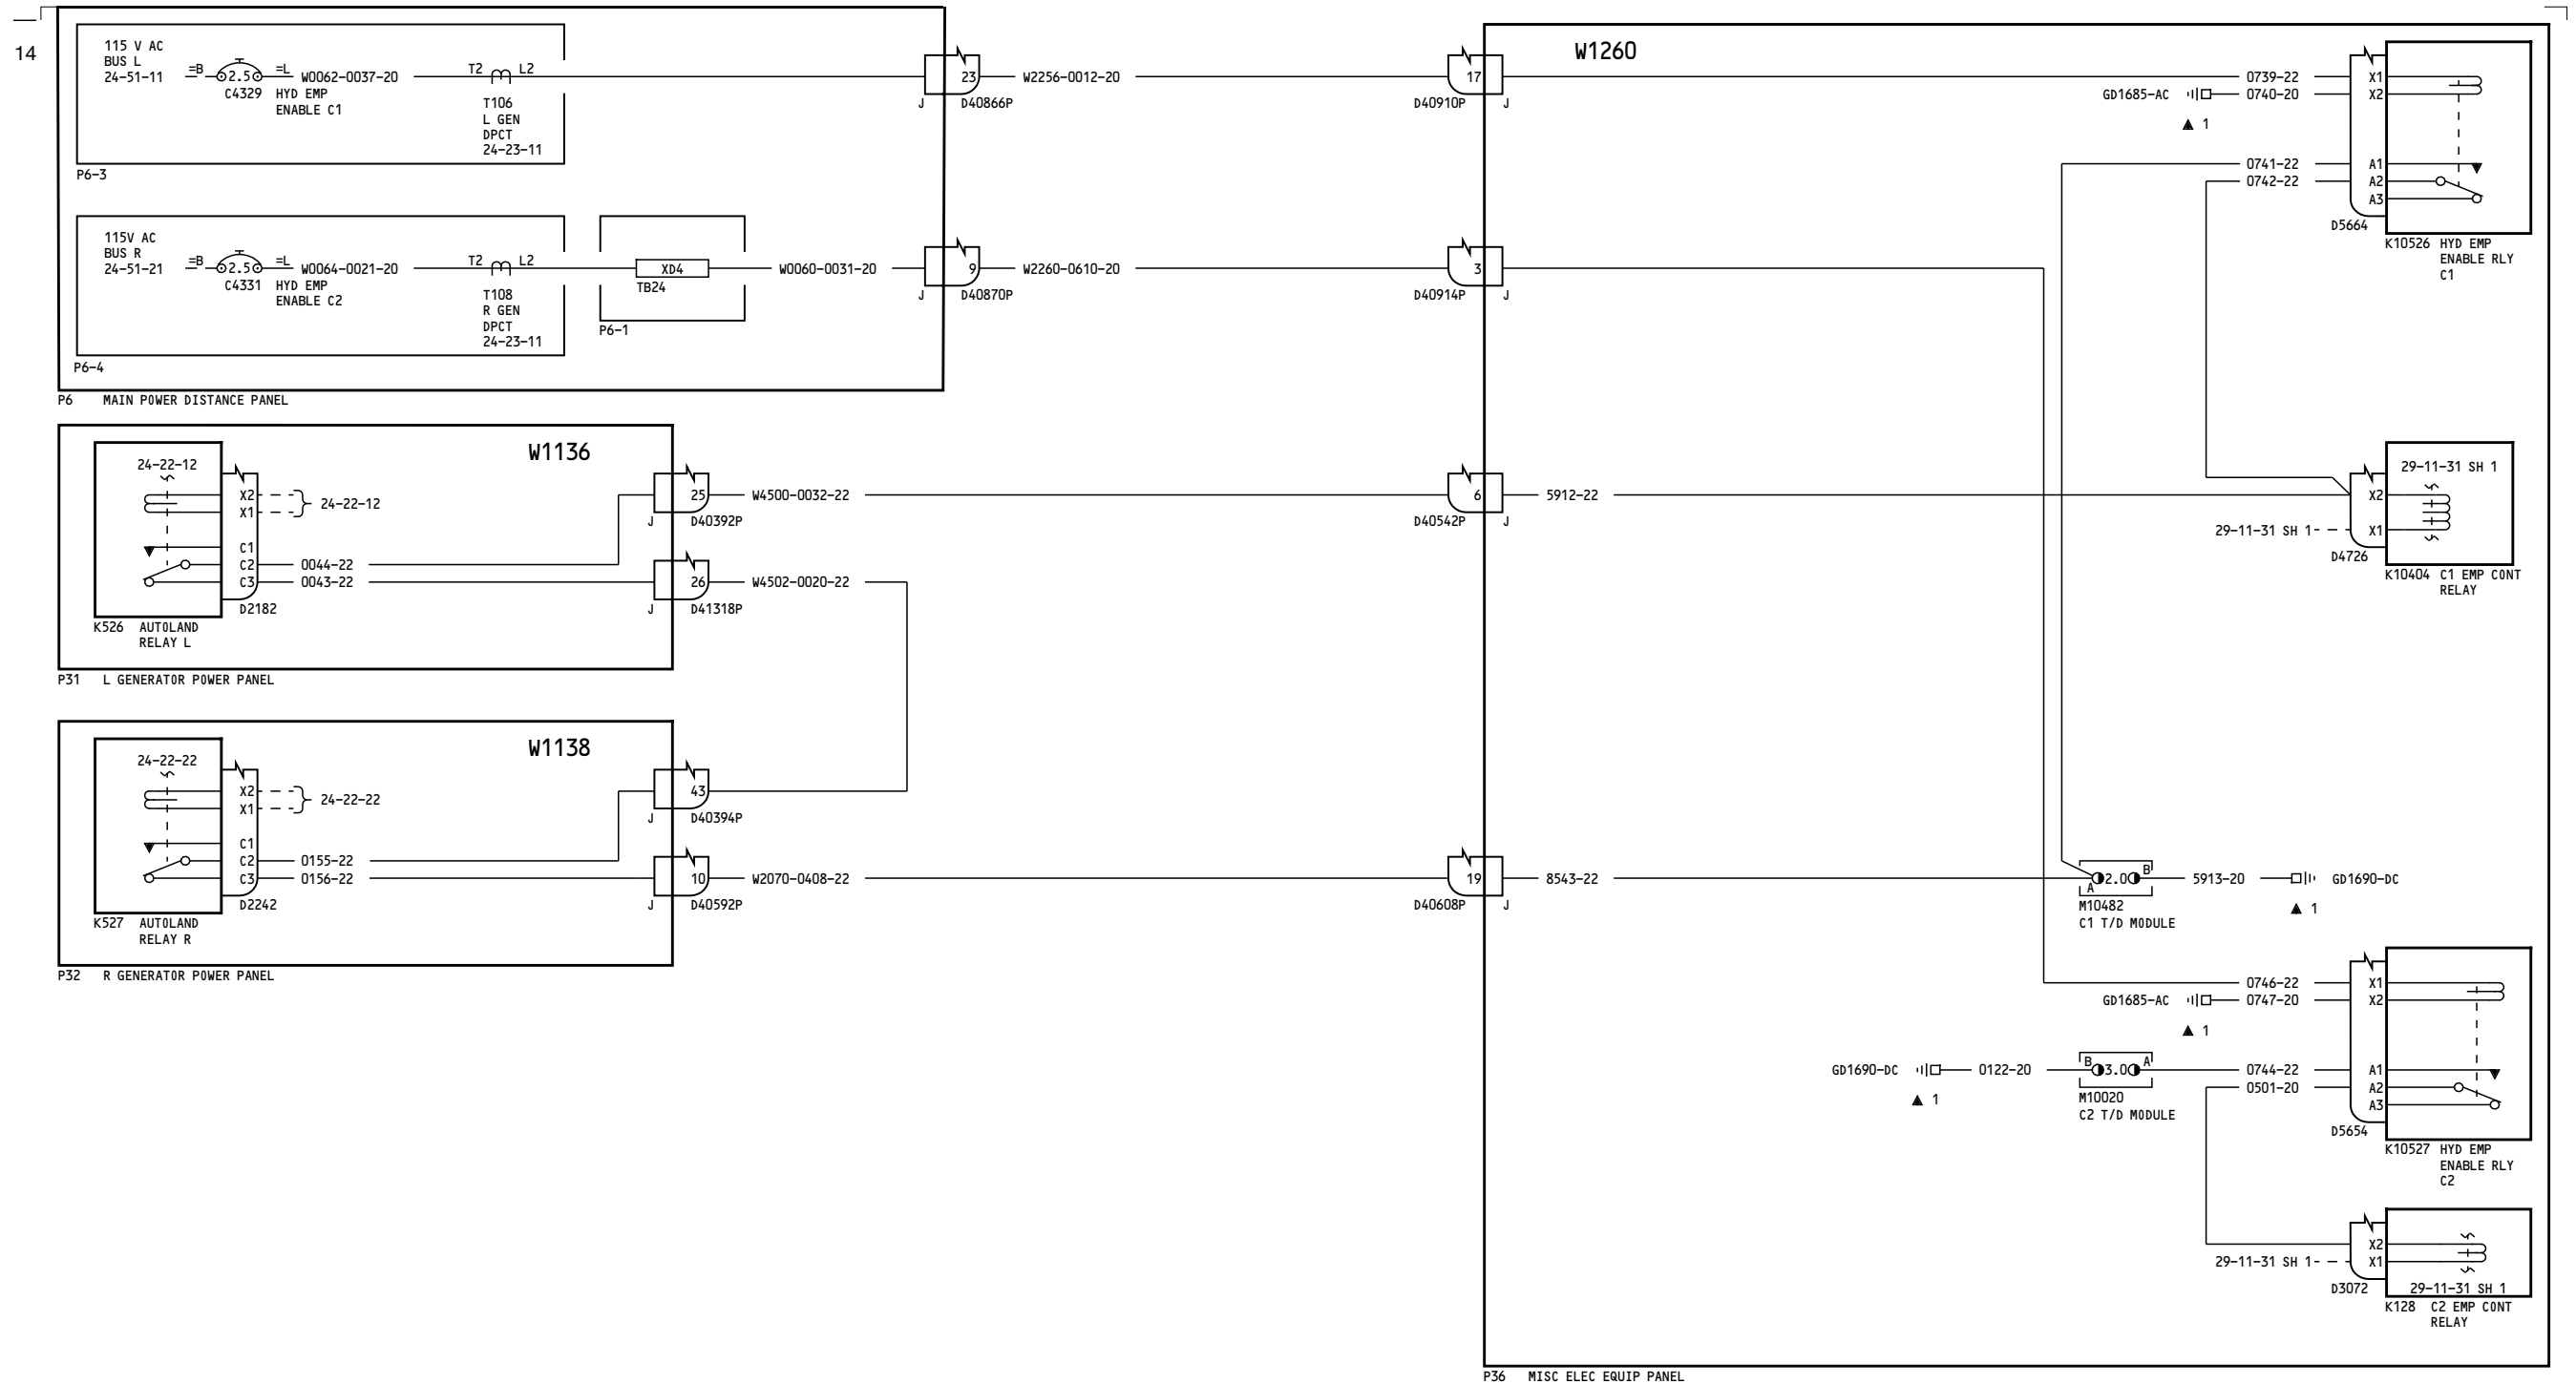 14
115 V AC
BUS L
24-51-11
=B
2.5
=L
W0062-0037-20
C4329
HYD EMP
ENABLE C1
T2
L2
T106
L GEN
DPCT
24-23-11
P6-3
23
J
D40866P
W2256-0012-20
17
D40910P
J
115V AC
BUS R
24-51-21
=B
2.5
=L
W0064-0021-20
C4331
HYD EMP
ENABLE C2
T2
L2
T108
R GEN
DPCT
24-23-11
P6-4
XD4
TB24
P6-1
W0060-0031-20
9
J
D40870P
W2260-0610-20
3
D40914P
J
P6 MAIN POWER DISTANCE PANEL
W1136
24-22-12
X2
X1
24-22-12
C1
C2
0044-22
C3
0043-22
D2182
K526 AUTOLAND
RELAY L
25
J
D40392P
W4500-0032-22
6
D40542P
J
5912-22
26
J
D41318P
W4502-0020-22
P31 L GENERATOR POWER PANEL
W1138
24-22-22
X2
X1
24-22-22
C1
C2
0155-22
C3
0156-22
D2242
K527 AUTOLAND
RELAY R
43
J
D40394P
10
J
D40592P
W2070-0408-22
19
D40608P
J
8543-22
P32 R GENERATOR POWER PANEL
W1260
0739-22
X1
GD1685-AC
0740-20
X2
▲ 1
0741-22
A1
0742-22
A2
A3
D5664
K10526 HYD EMP
ENABLE RLY
C1
29-11-31 SH 1
X2
29-11-31 SH 1
X1
D4726
K10404 C1 EMP CONT
RELAY
A
2.0
B
M10482
C1 T/D MODULE
5913-20
GD1690-DC
▲ 1
0746-22
X1
GD1685-AC
0747-20
X2
▲ 1
GD1690-DC
▲ 1
0122-20
B
3.0
A
M10020
C2 T/D MODULE
0744-22
A1
0501-20
A2
A3
D5654
K10527 HYD EMP
ENABLE RLY
C2
X2
29-11-31 SH 1
X1
D3072
29-11-31 SH 1
K128 C2 EMP CONT
RELAY
P36 MISC ELEC EQUIP PANEL